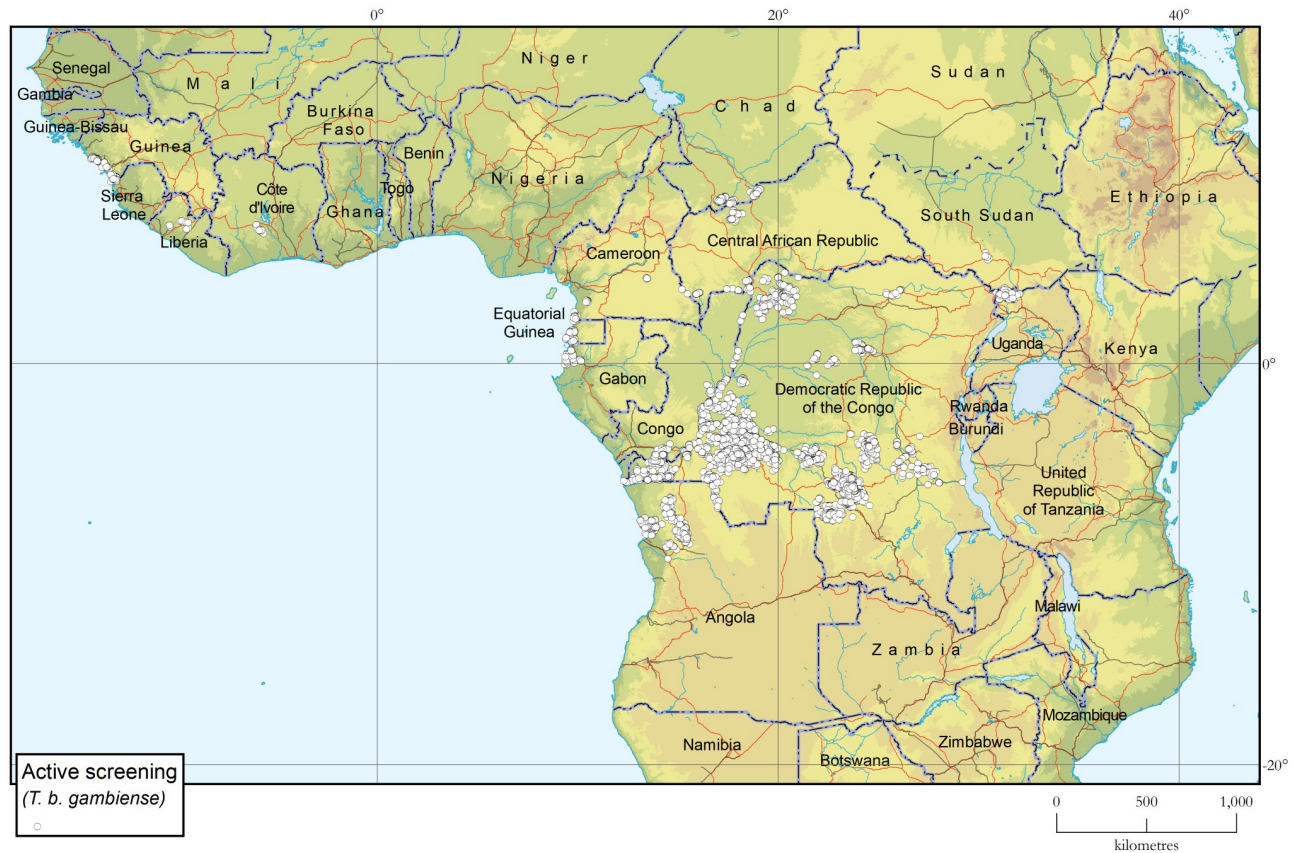 0° 20° 40°
Senegal
Gambia
Guinea-Bissau
Guinea
Sierra
Leone
Liberia
Mali
Burkina
Faso
Côte
d'Ivoire
Ghana
Togo
Benin
Niger
Nigeria
Chad
Sudan
South Sudan
Ethiopia
Central African Republic
Cameroon
Equatorial
Guinea
Gabon
Congo
Democratic Republic
of the Congo
Uganda
Kenya
Rwanda
Burundi
United
Republic
of Tanzania
0°
Angola
Zambia
Malawi
Mozambique
Namibia
Botswana
Zimbabwe
-20°
Active screening
(T. b. gambiense)
0 500 1,000
kilometres